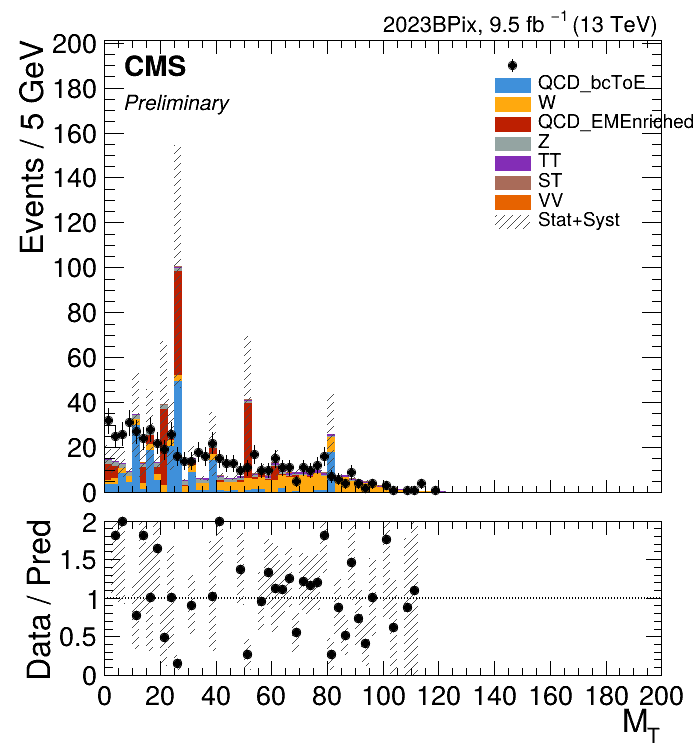 2023BPix, 9.5 fb ⁻¹ (13 TeV)
CMS
Preliminary
QCD_bcToE
W
QCD_EMEnriched
Z
TT
ST
VV
Stat+Syst
Events / 5 GeV
200
180
160
140
120
100
80
60
40
20
0
Data / Pred
2
1.5
1
0.5
0
0 20 40 60 80 100 120 140 160 180 200
M_T